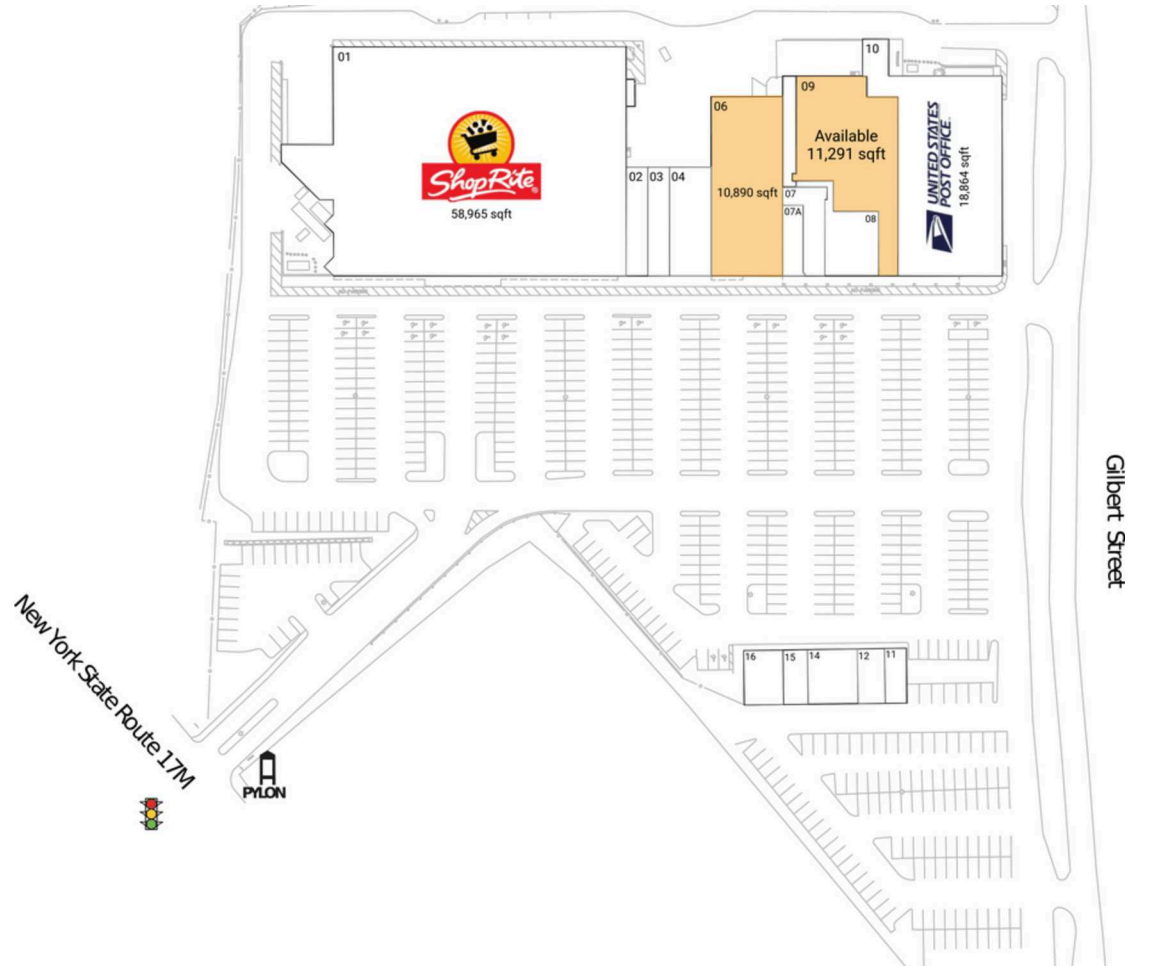 01
10
09
06
Available
11,291 sqft
UNITED STATES
POST OFFICE
18,864 sqft
ShopRite
58,965 sqft
02
03
04
10,890 sqft
07
07A
08
Gilbert Street
New York State Route 17M
PYLON
16
15
14
12
11